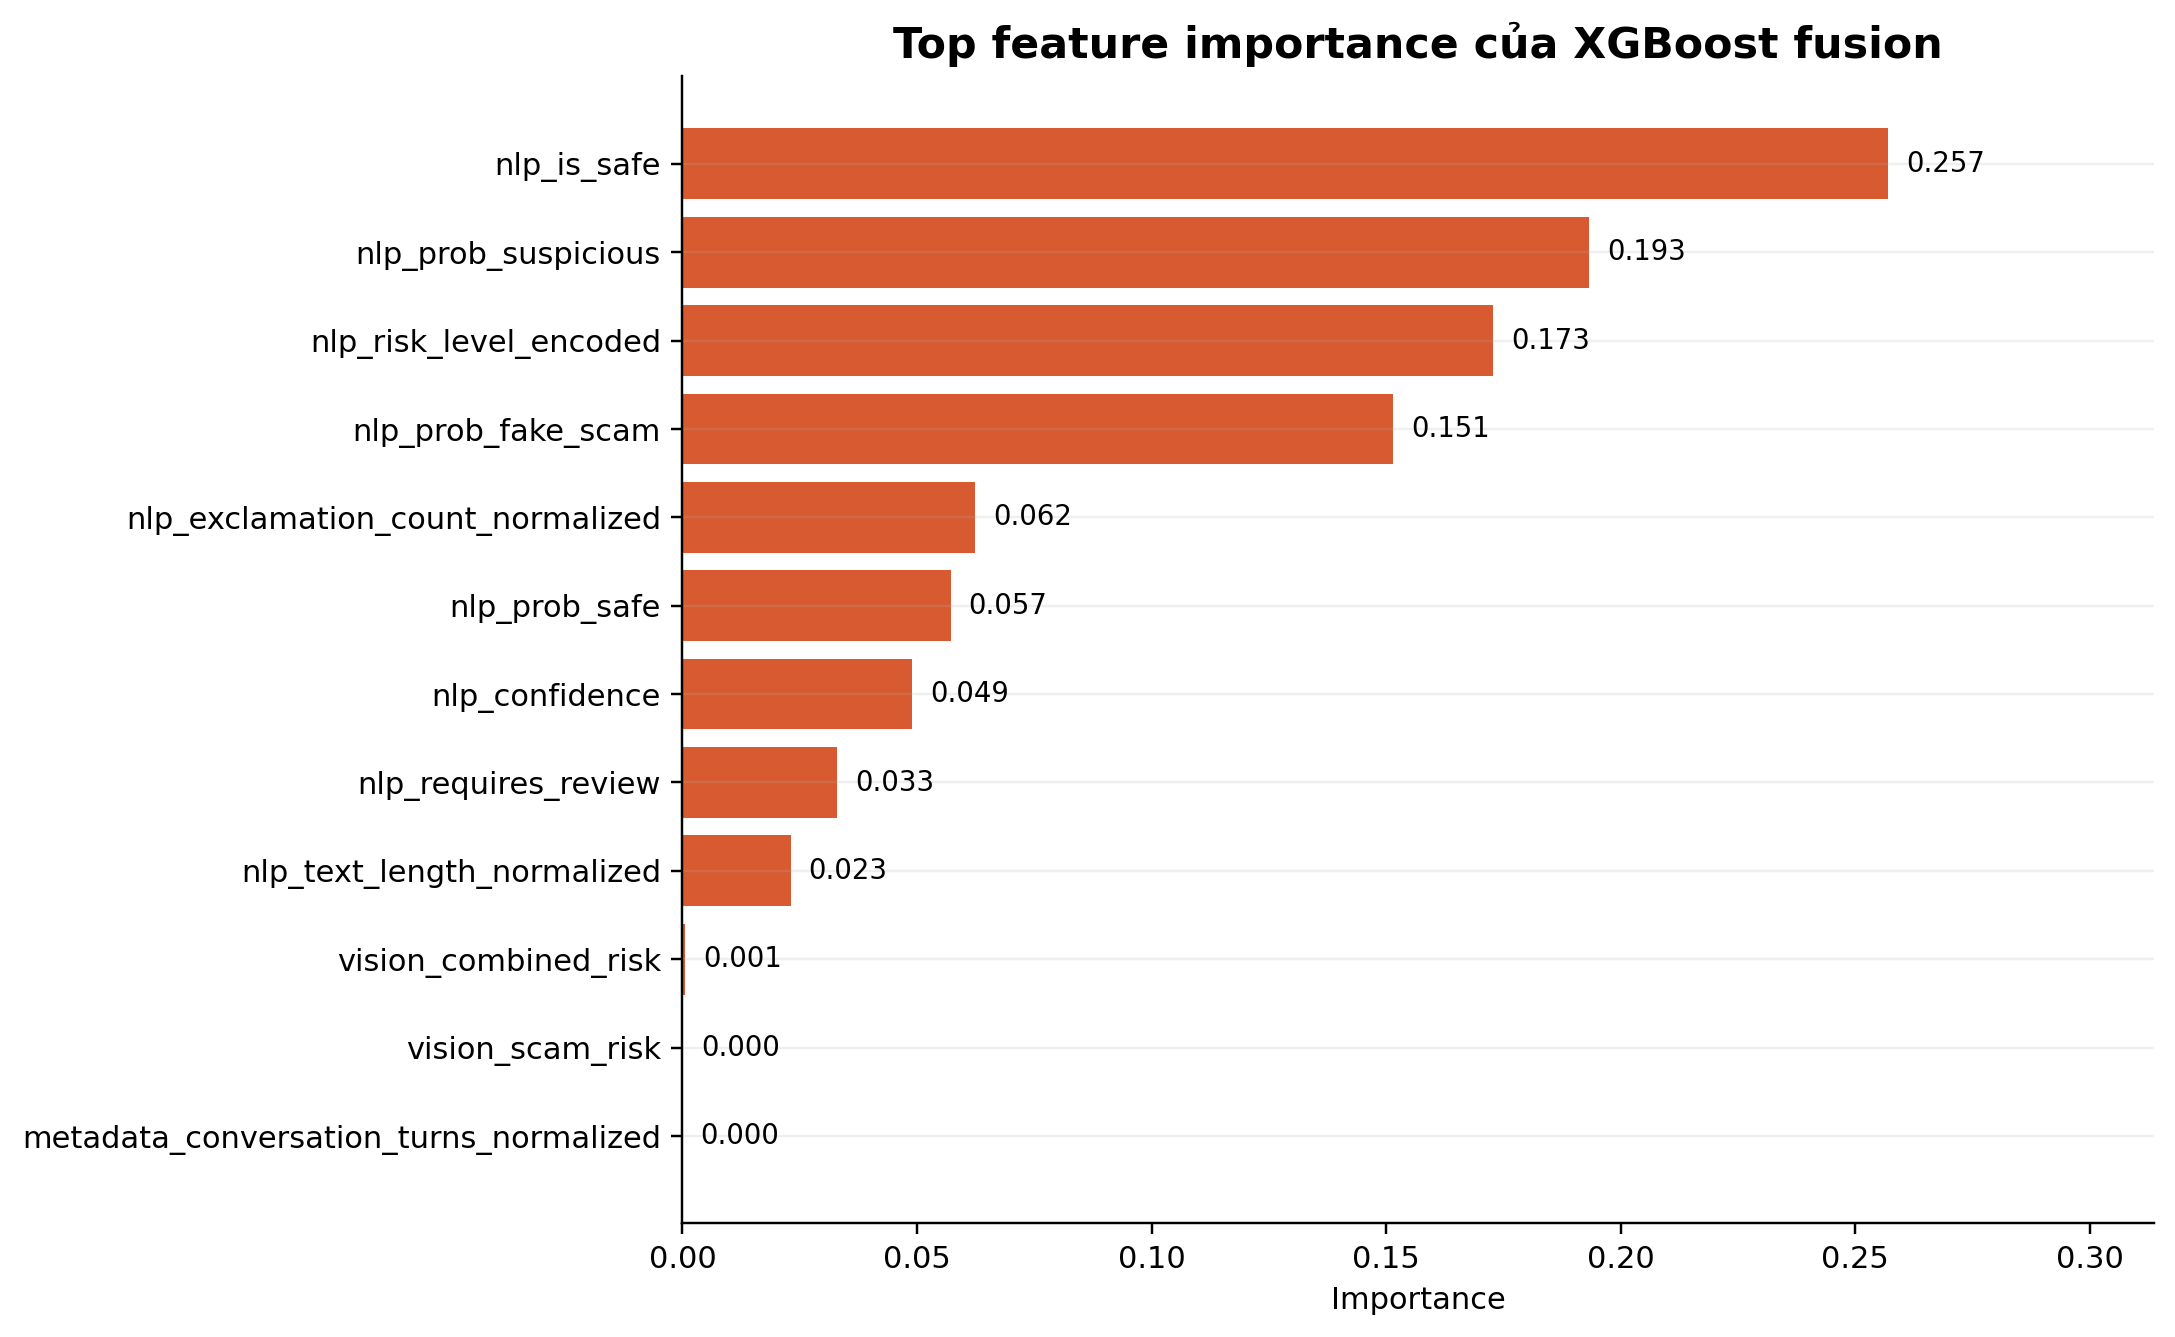 Top feature importance của XGBoost fusion
nlp_is_safe 0.257
nlp_prob_suspicious 0.193
nlp_risk_level_encoded 0.173
nlp_prob_fake_scam 0.151
nlp_exclamation_count_normalized 0.062
nlp_prob_safe 0.057
nlp_confidence 0.049
nlp_requires_review 0.033
nlp_text_length_normalized 0.023
vision_combined_risk 0.001
vision_scam_risk 0.000
metadata_conversation_turns_normalized 0.000
0.00 0.05 0.10 0.15 0.20 0.25 0.30
Importance